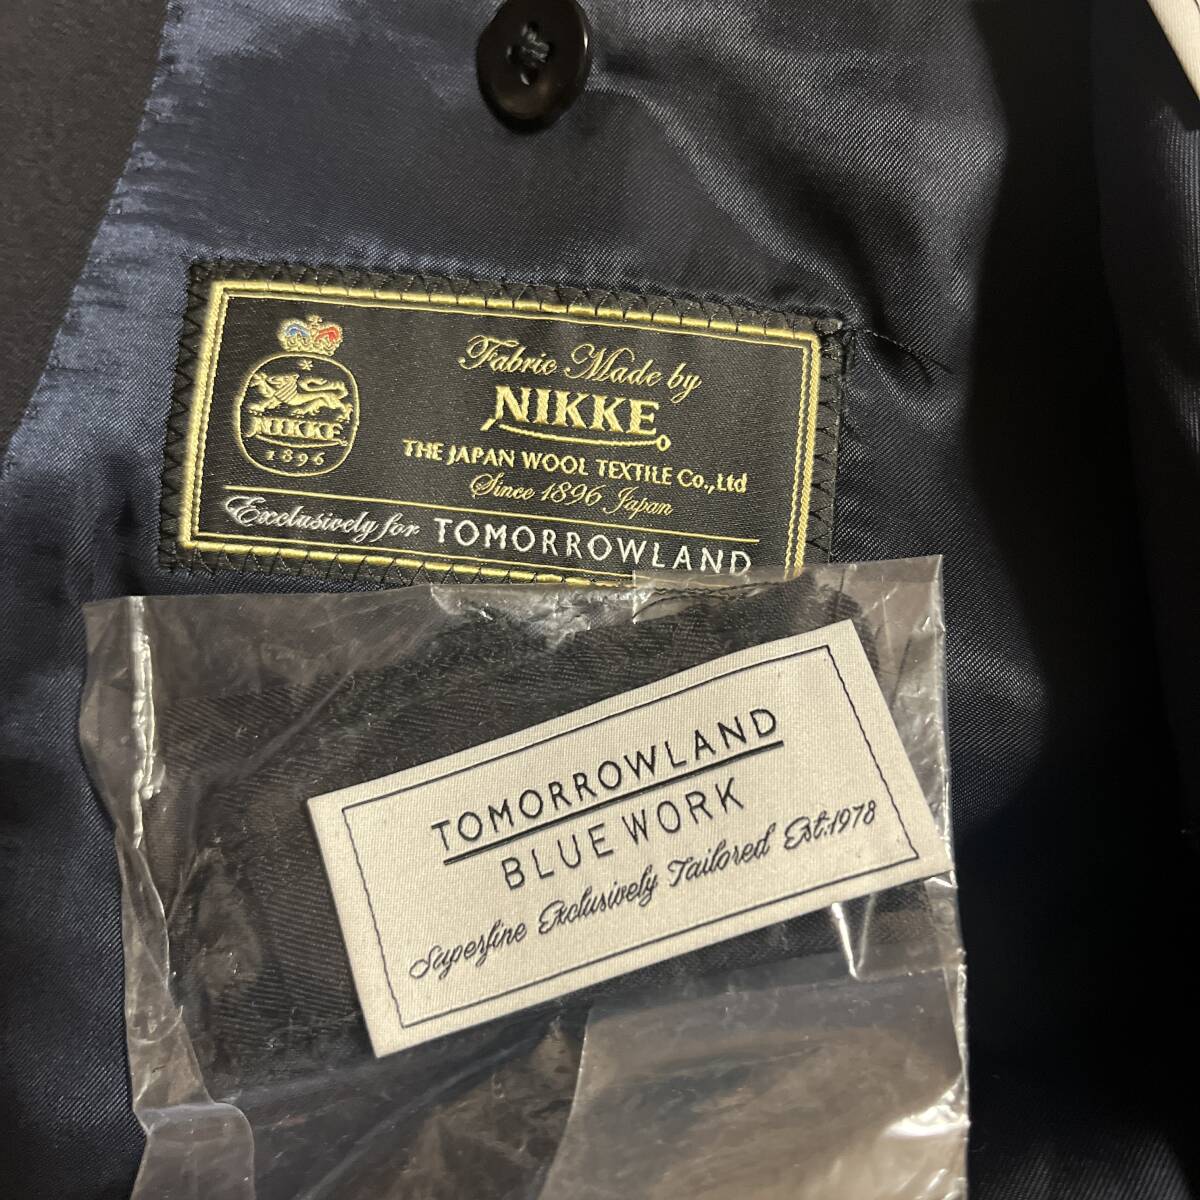 NIKKE
1896
Fabric Made by
NIKKE
THE JAPAN WOOL TEXTILE Co.,Ltd
Since 1896 Japan
Exclusively for TOMORROWLAND
TOMORROWLAND
BLUE WORK
Superfine Exclusively Tailored Est.1978